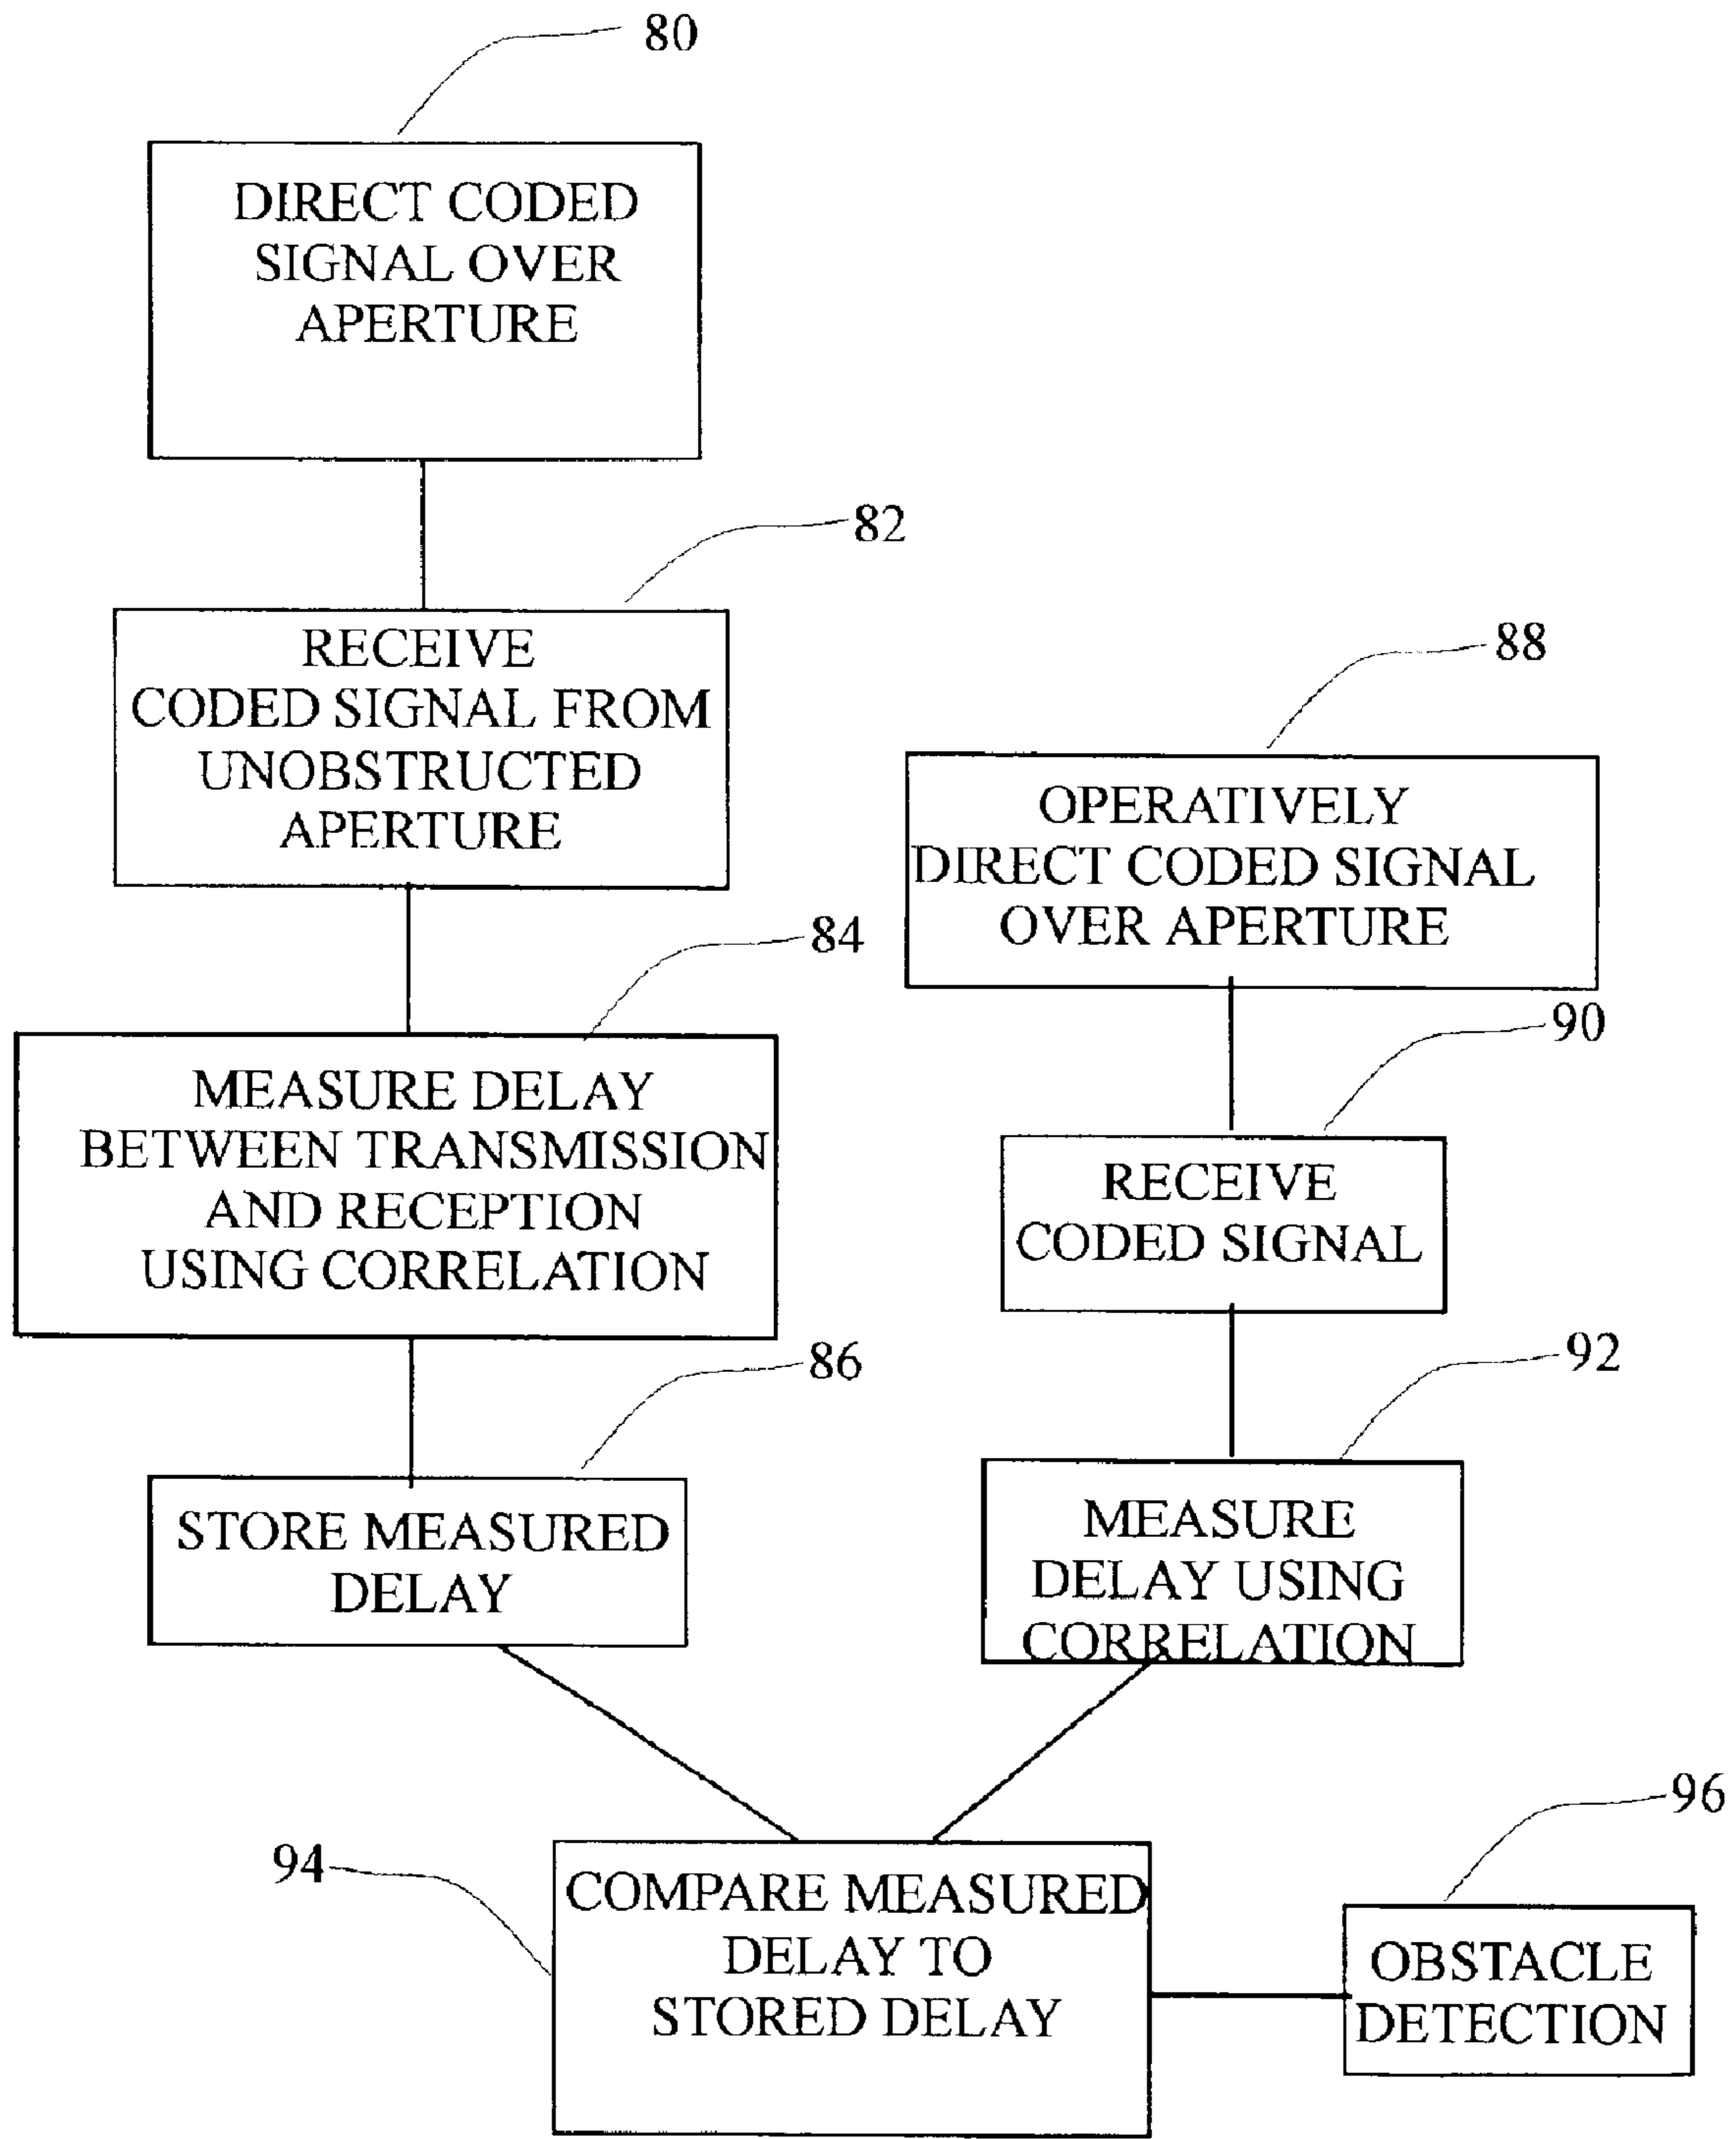 80
DIRECT CODED
SIGNAL OVER
APERTURE
82
RECEIVE
CODED SIGNAL FROM
UNOBSTRUCTED
APERTURE
84
MEASURE DELAY
BETWEEN TRANSMISSION
AND RECEPTION
USING CORRELATION
86
STORE MEASURED
DELAY
88
OPERATIVELY
DIRECT CODED SIGNAL
OVER APERTURE
90
RECEIVE
CODED SIGNAL
92
MEASURE
DELAY USING
CORRELATION
94
COMPARE MEASURED
DELAY TO
STORED DELAY
96
OBSTACLE
DETECTION